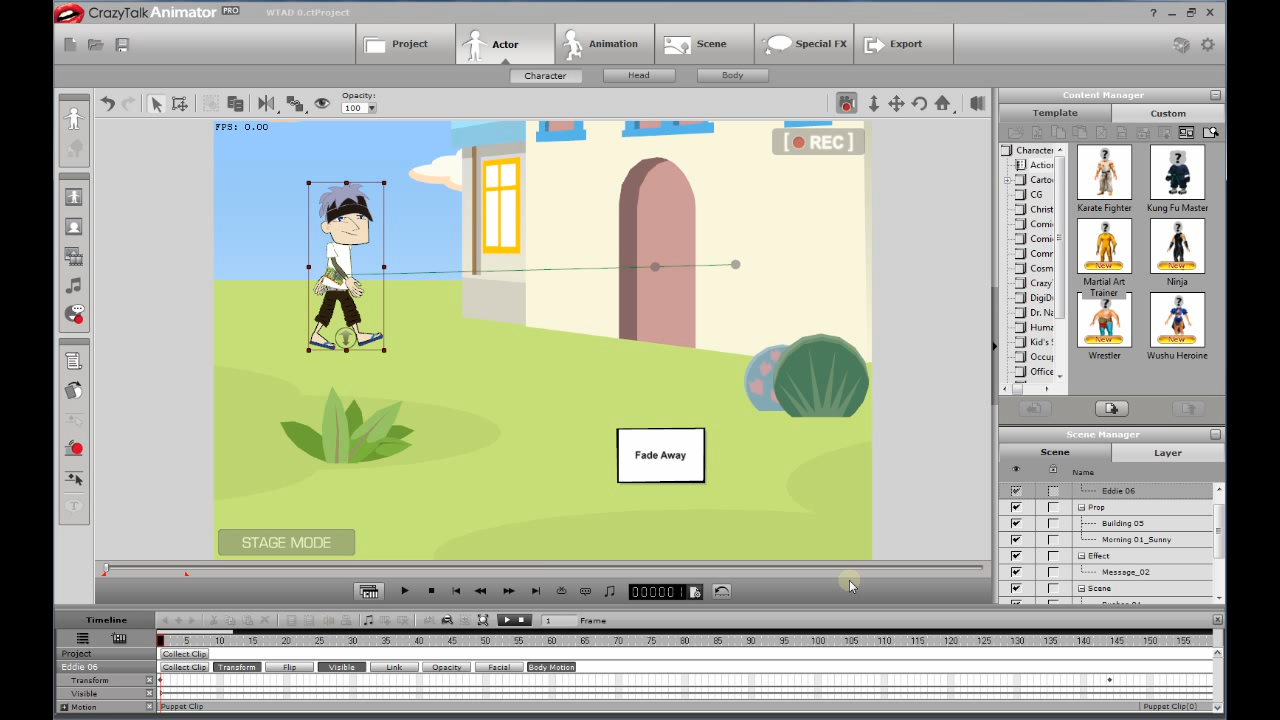 CrazyTalk Animator PRO WTAD 0.ctProject
Project Actor Animation Scene Special FX Export
Character Head Body
Opacity:
100
FPS: 0.00
[ REC ]
Fade Away
STAGE MODE
Content Manager
Template Custom
Character
Action
Carto
CG
Christ
Comi
Comi
Comm
Cosm
Crazy
DigiDu
Dr. Na
Huma
Kid's S
Occup
Office
Karate Fighter Kung Fu Master
New
Martial Art Trainer Ninja
New New
Wrestler Wushu Heroine
Scene Manager
Scene Layer
Name
Eddie 06
Prop
Building 05
Morning 01_Sunny
Effect
Message_02
Scene
00001
Timeline
1 Frame
5 10 15 20 25 30 35 40 45 50 55 60 65 70 75 80 85 90 95 100 105 110 115 120 125 130 135 140 145 150 155
Project Collect Clip
Eddie 06 Collect Clip Transform Flip Visible Link Opacity Facial Body Motion
Transform
Visible
Motion Puppet Clip Puppet Clip(0)